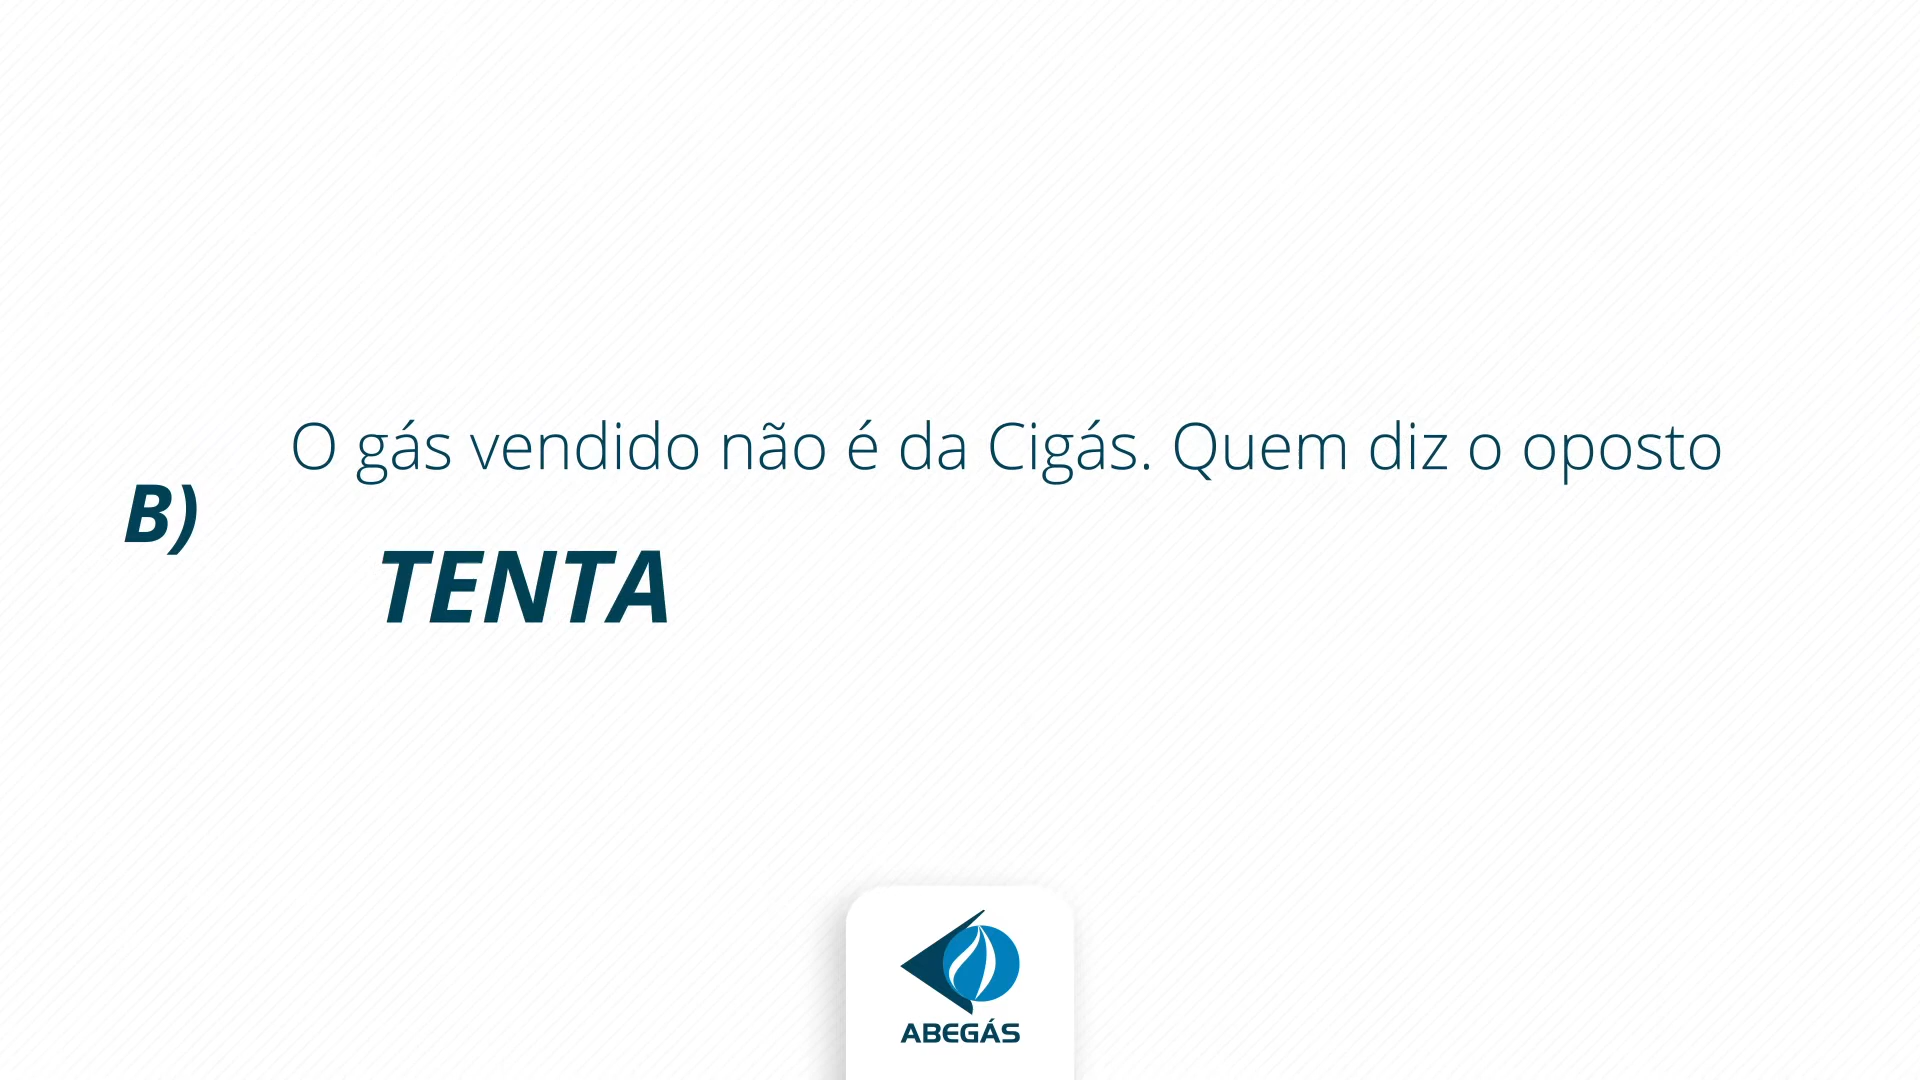 O gás vendido não é da Cigás. Quem diz o oposto
B)
TENTA
ABEGÁS